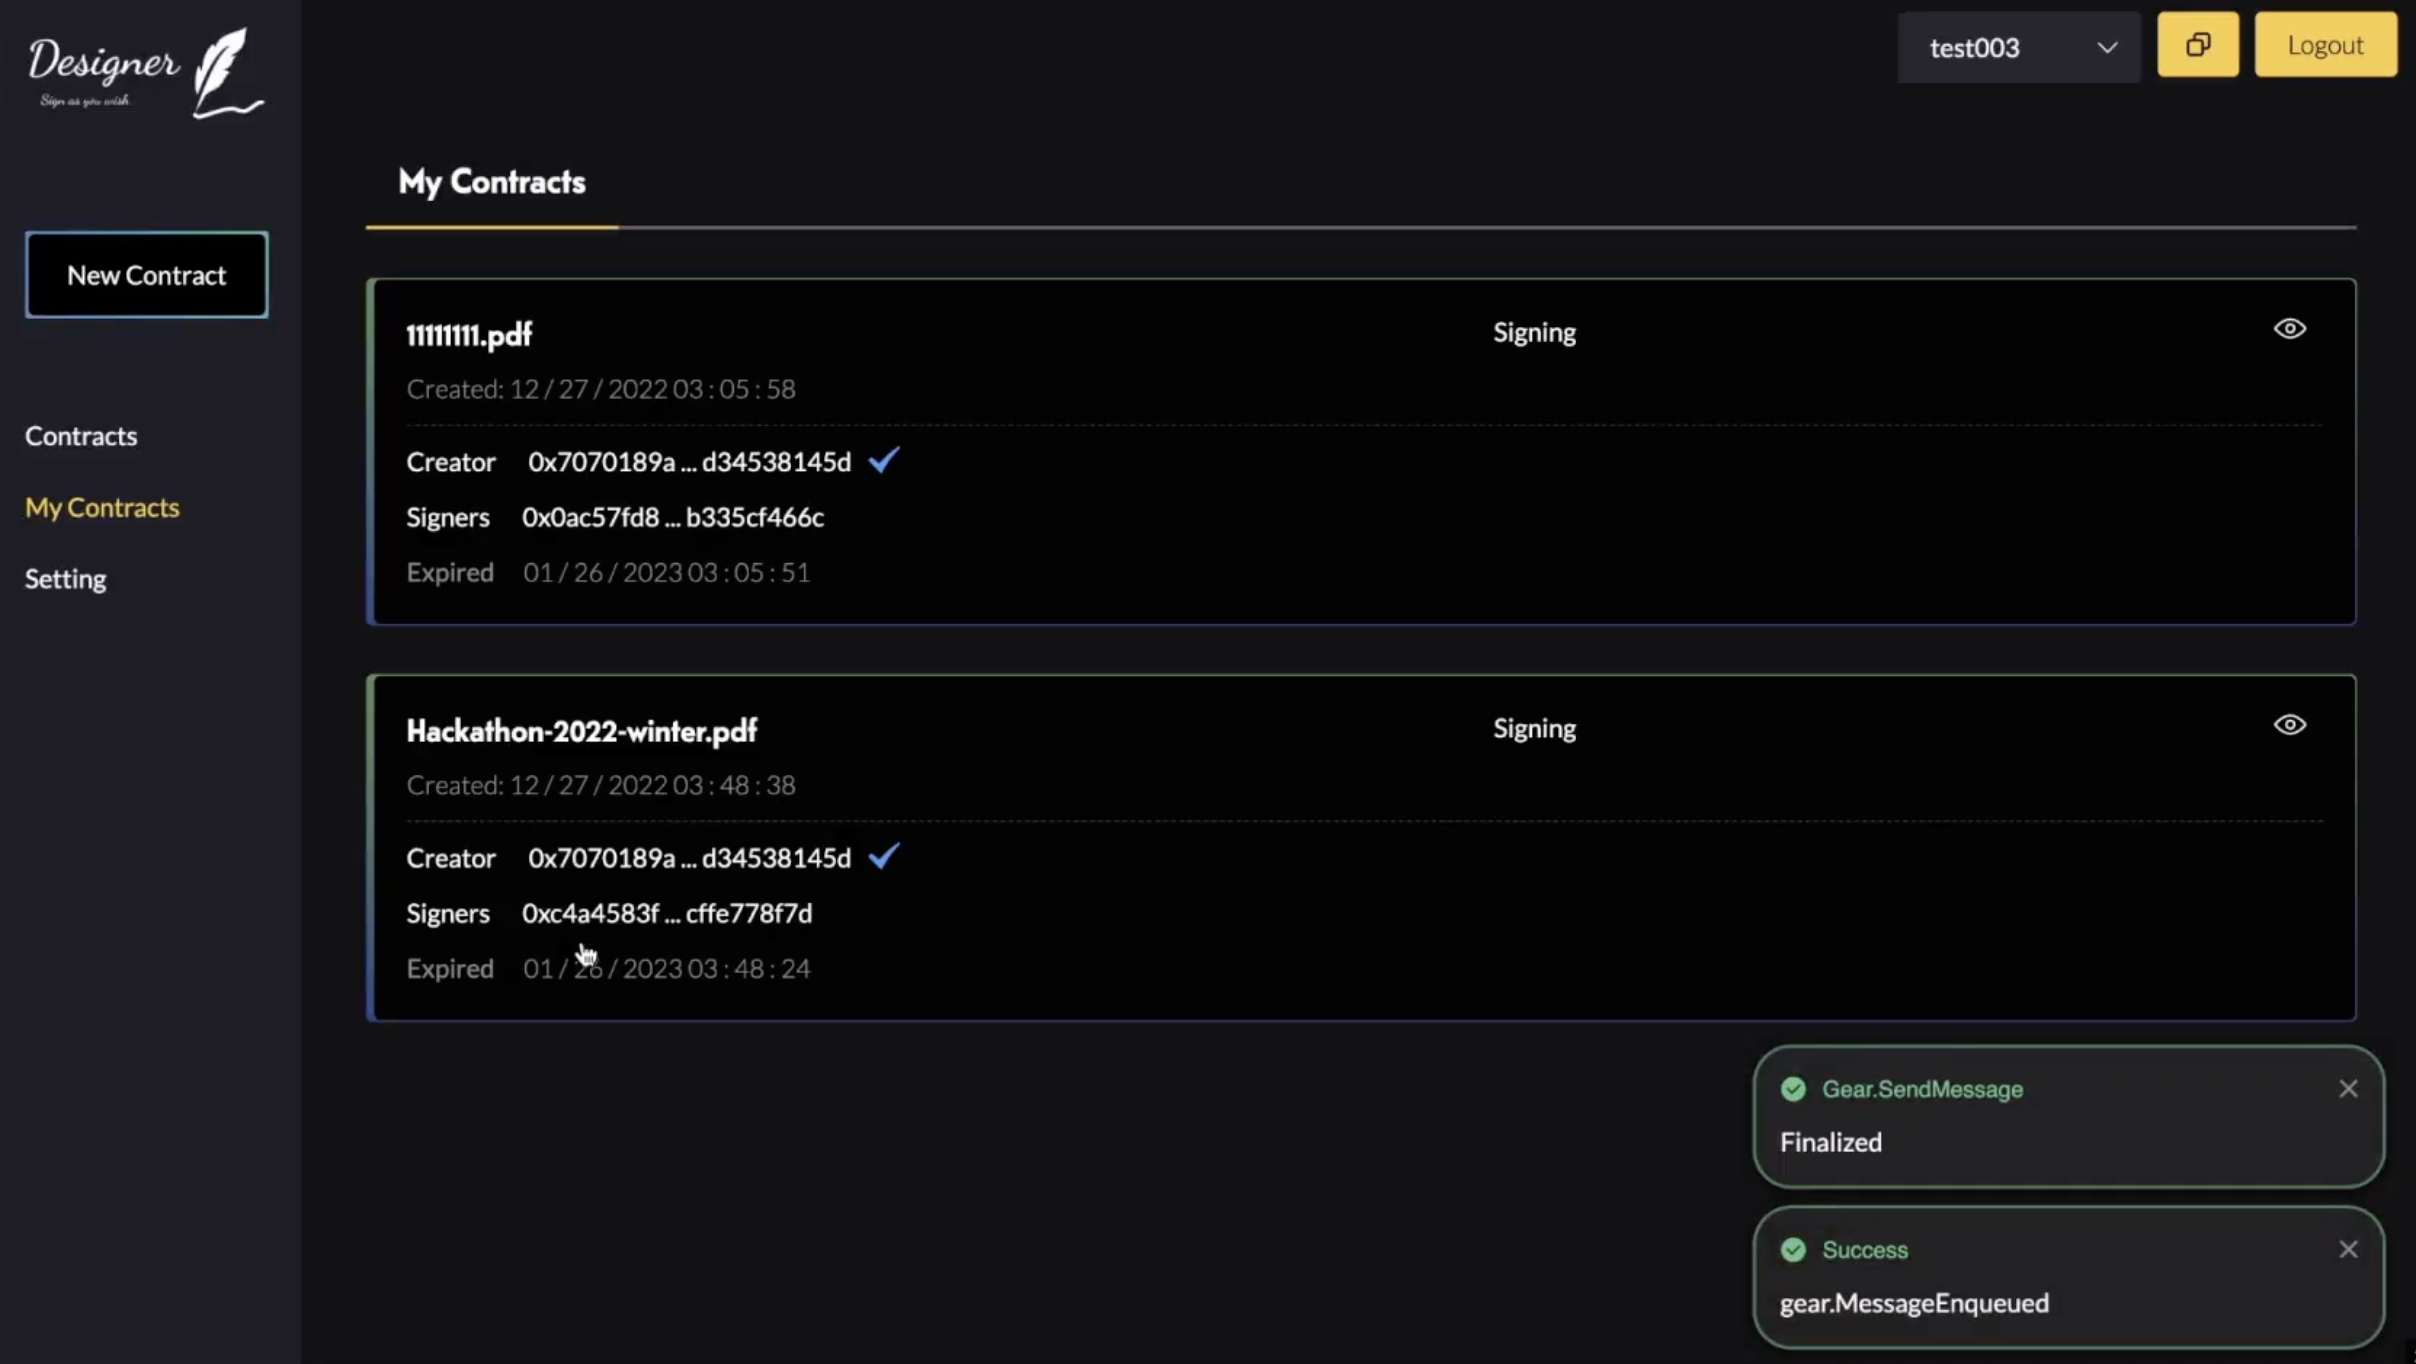 Designer
Sign as you wish
test003
Logout
New Contract
Contracts
My Contracts
Setting
My Contracts
11111111.pdf
Signing
Created: 12 / 27 / 2022 03 : 05 : 58
Creator 0x7070189a ... d34538145d
Signers 0x0ac57fd8 ... b335cf466c
Expired 01 / 26 / 2023 03 : 05 : 51
Hackathon-2022-winter.pdf
Signing
Created: 12 / 27 / 2022 03 : 48 : 38
Creator 0x7070189a ... d34538145d
Signers 0xc4a4583f ... cffe778f7d
Expired 01 / 26 / 2023 03 : 48 : 24
Gear.SendMessage
Finalized
Success
gear.MessageEnqueued